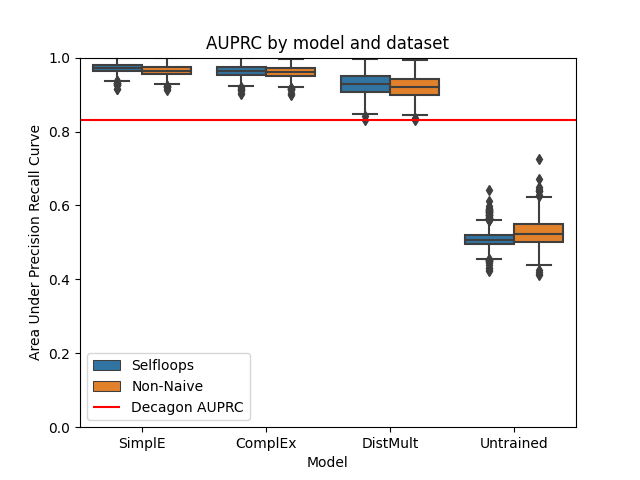 AUPRC by model and dataset
Area Under Precision Recall Curve
1.0
0.8
0.6
0.4
0.2
0.0
Selfloops
Non-Naive
Decagon AUPRC
SimplE
ComplEx
DistMult
Untrained
Model